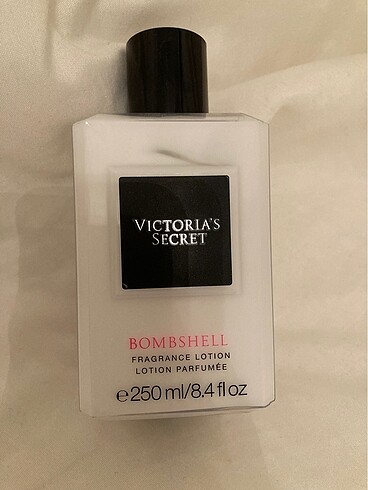 VICTORIA'S
SECRET
BOMBSHELL
FRAGRANCE LOTION
LOTION PARFUMÉE
℮250 ml/8.4 fl oz